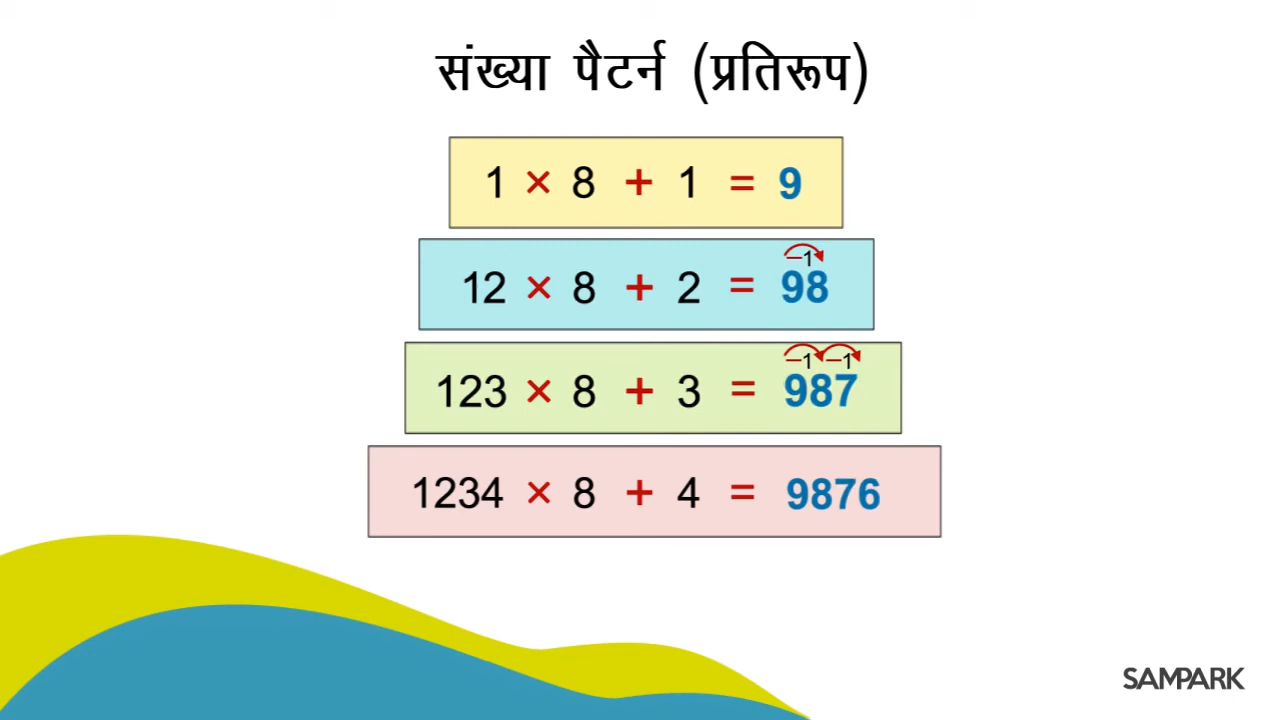 संख्या पैटर्न (प्रतिरूप)
1 × 8 + 1 = 9
–1
12 × 8 + 2 = 98
–1 –1
123 × 8 + 3 = 987
1234 × 8 + 4 = 9876
SAMPARK